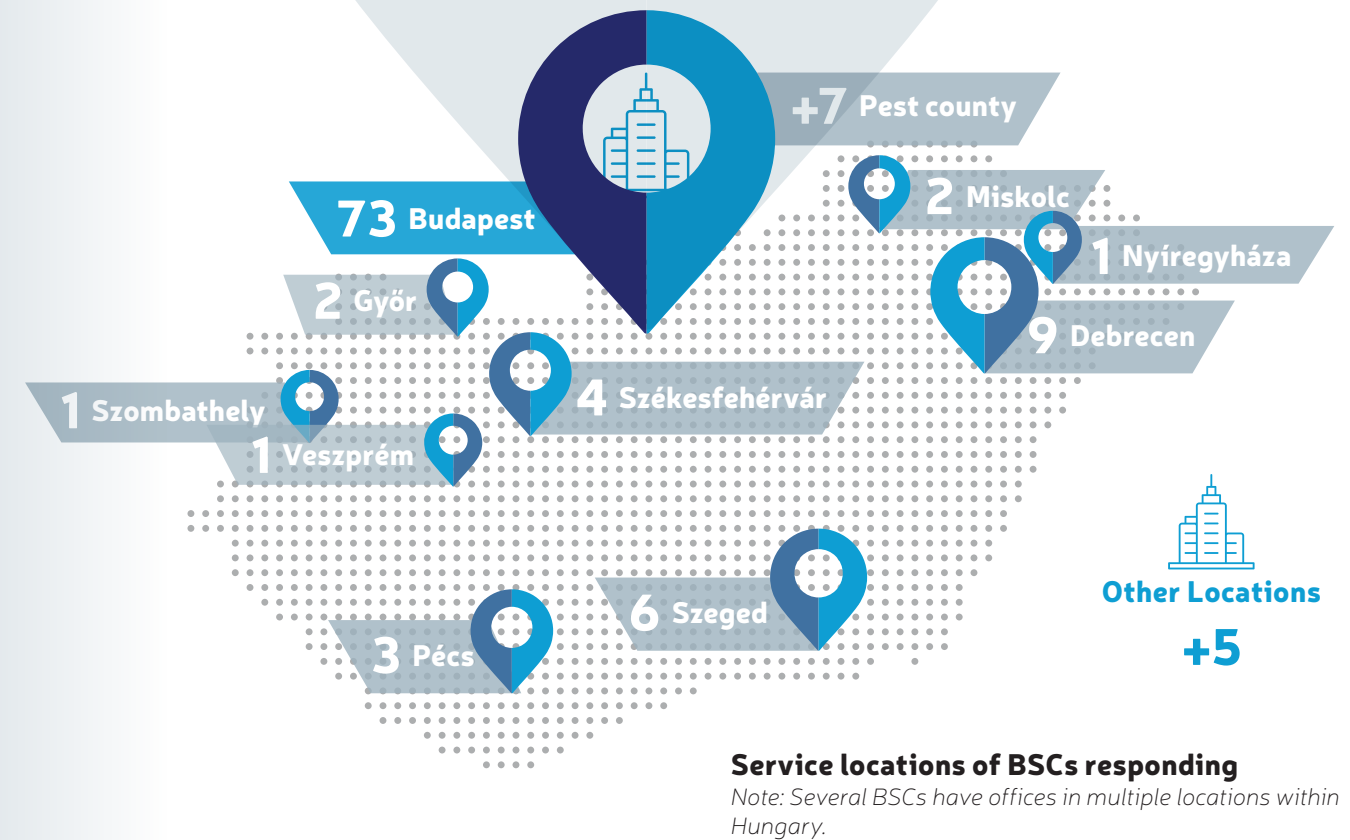 +7 Pest county
2 Miskolc
73 Budapest
1 Nyíregyháza
2 Győr
9 Debrecen
4 Székesfehérvár
1 Szombathely
1 Veszprém
Other Locations
+5
6 Szeged
3 Pécs
Service locations of BSCs responding
Note: Several BSCs have offices in multiple locations within
Hungary.